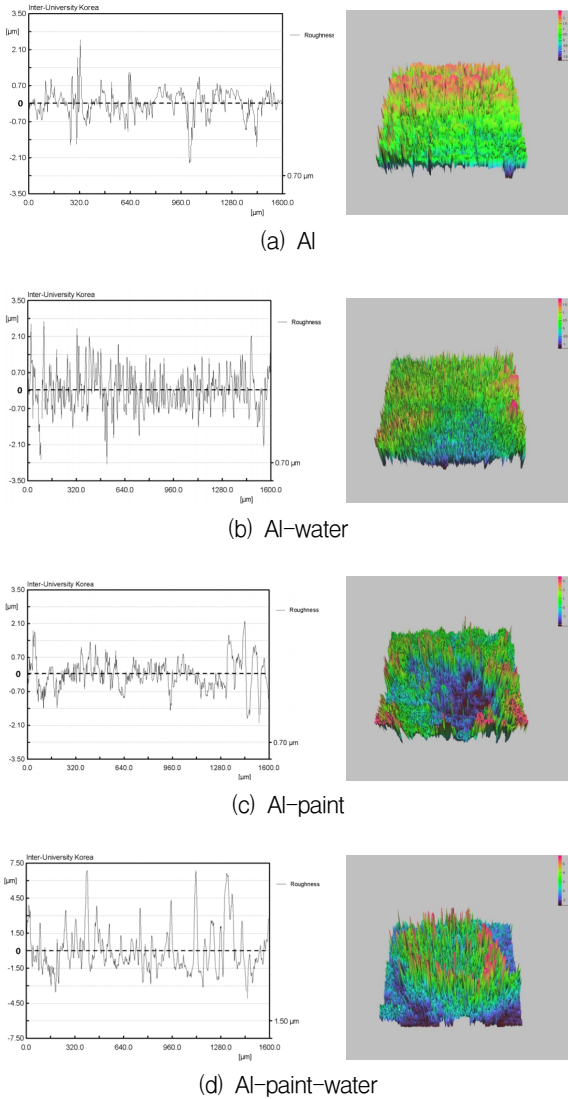 Inter-University Korea
3.50
[μm]
Roughness
2.10
0.70
0
-0.70
-2.10
0.70 μm
-3.50
0.0 320.0 640.0 960.0 1280.0 1600.0
[μm]
(a) Al
Inter-University Korea
3.50
[μm]
Roughness
2.10
0.70
0
-0.70
-2.10
0.70 μm
-3.50
0.0 320.0 640.0 960.0 1280.0 1600.0
[μm]
(b) Al-water
Inter-University Korea
3.50
[μm]
Roughness
2.10
0.70
0
-0.70
-2.10
0.70 μm
-3.50
0.0 320.0 640.0 960.0 1280.0 1600.0
[μm]
(c) Al-paint
Inter-University Korea
7.50
[μm]
Roughness
4.50
1.50
0
-1.50
-4.50
1.50 μm
-7.50
0.0 320.0 640.0 960.0 1280.0 1600.0
[μm]
(d) Al-paint-water